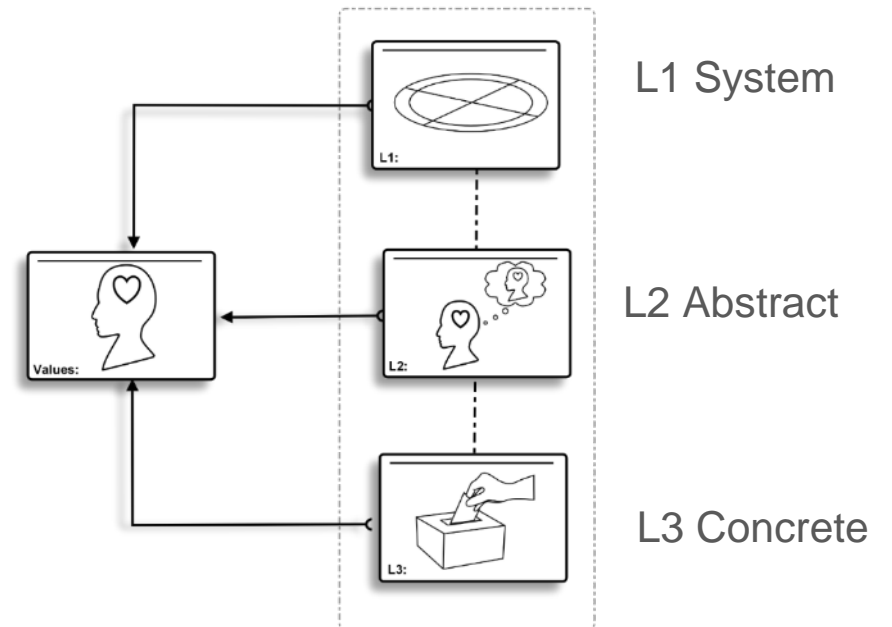 L1 System
L1:
L2 Abstract
Values:
L2:
L3 Concrete
L3: